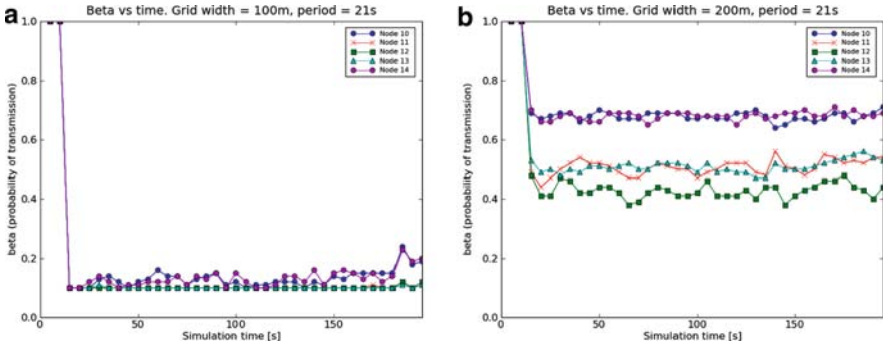 a
Beta vs time. Grid width = 100m, period = 21s
1.0
0.8
0.6
0.4
0.2
0.0
beta (probability of transmission)
0
50
100
150
Simulation time [s]
Node 10
Node 11
Node 12
Node 13
Node 14
b
Beta vs time. Grid width = 200m, period = 21s
1.0
0.8
0.6
0.4
0.2
0.0
beta (probability of transmission)
0
50
100
150
Simulation time [s]
Node 10
Node 11
Node 12
Node 13
Node 14